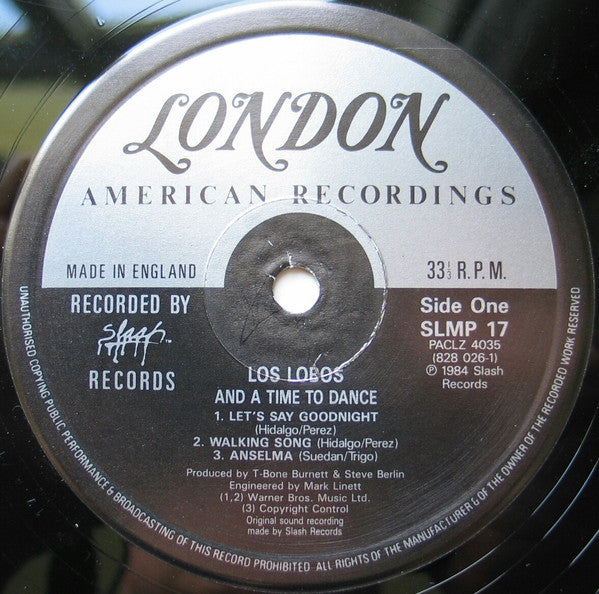 LONDON
AMERICAN RECORDINGS
MADE IN ENGLAND
33⅓ R.P.M.
RECORDED BY
Slash
RECORDS
Side One
SLMP 17
PACLZ 4035
(828 026-1)
℗ 1984 Slash
Records
LOS LOBOS
AND A TIME TO DANCE
1. LET'S SAY GOODNIGHT
(Hidalgo/Perez)
2. WALKING SONG (Hidalgo/Perez)
3. ANSELMA (Suedan/Trigo)
Produced by T-Bone Burnett & Steve Berlin
Engineered by Mark Linett
(1,2) Warner Bros. Music Ltd.
(3) Copyright Control
Original sound recording
made by Slash Records
UNAUTHORISED COPYING PUBLIC PERFORMANCE & BROADCASTING OF THIS RECORD PROHIBITED ALL RIGHTS OF THE MANUFACTURER & OF THE OWNER OF THE RECORDED WORK RESERVED